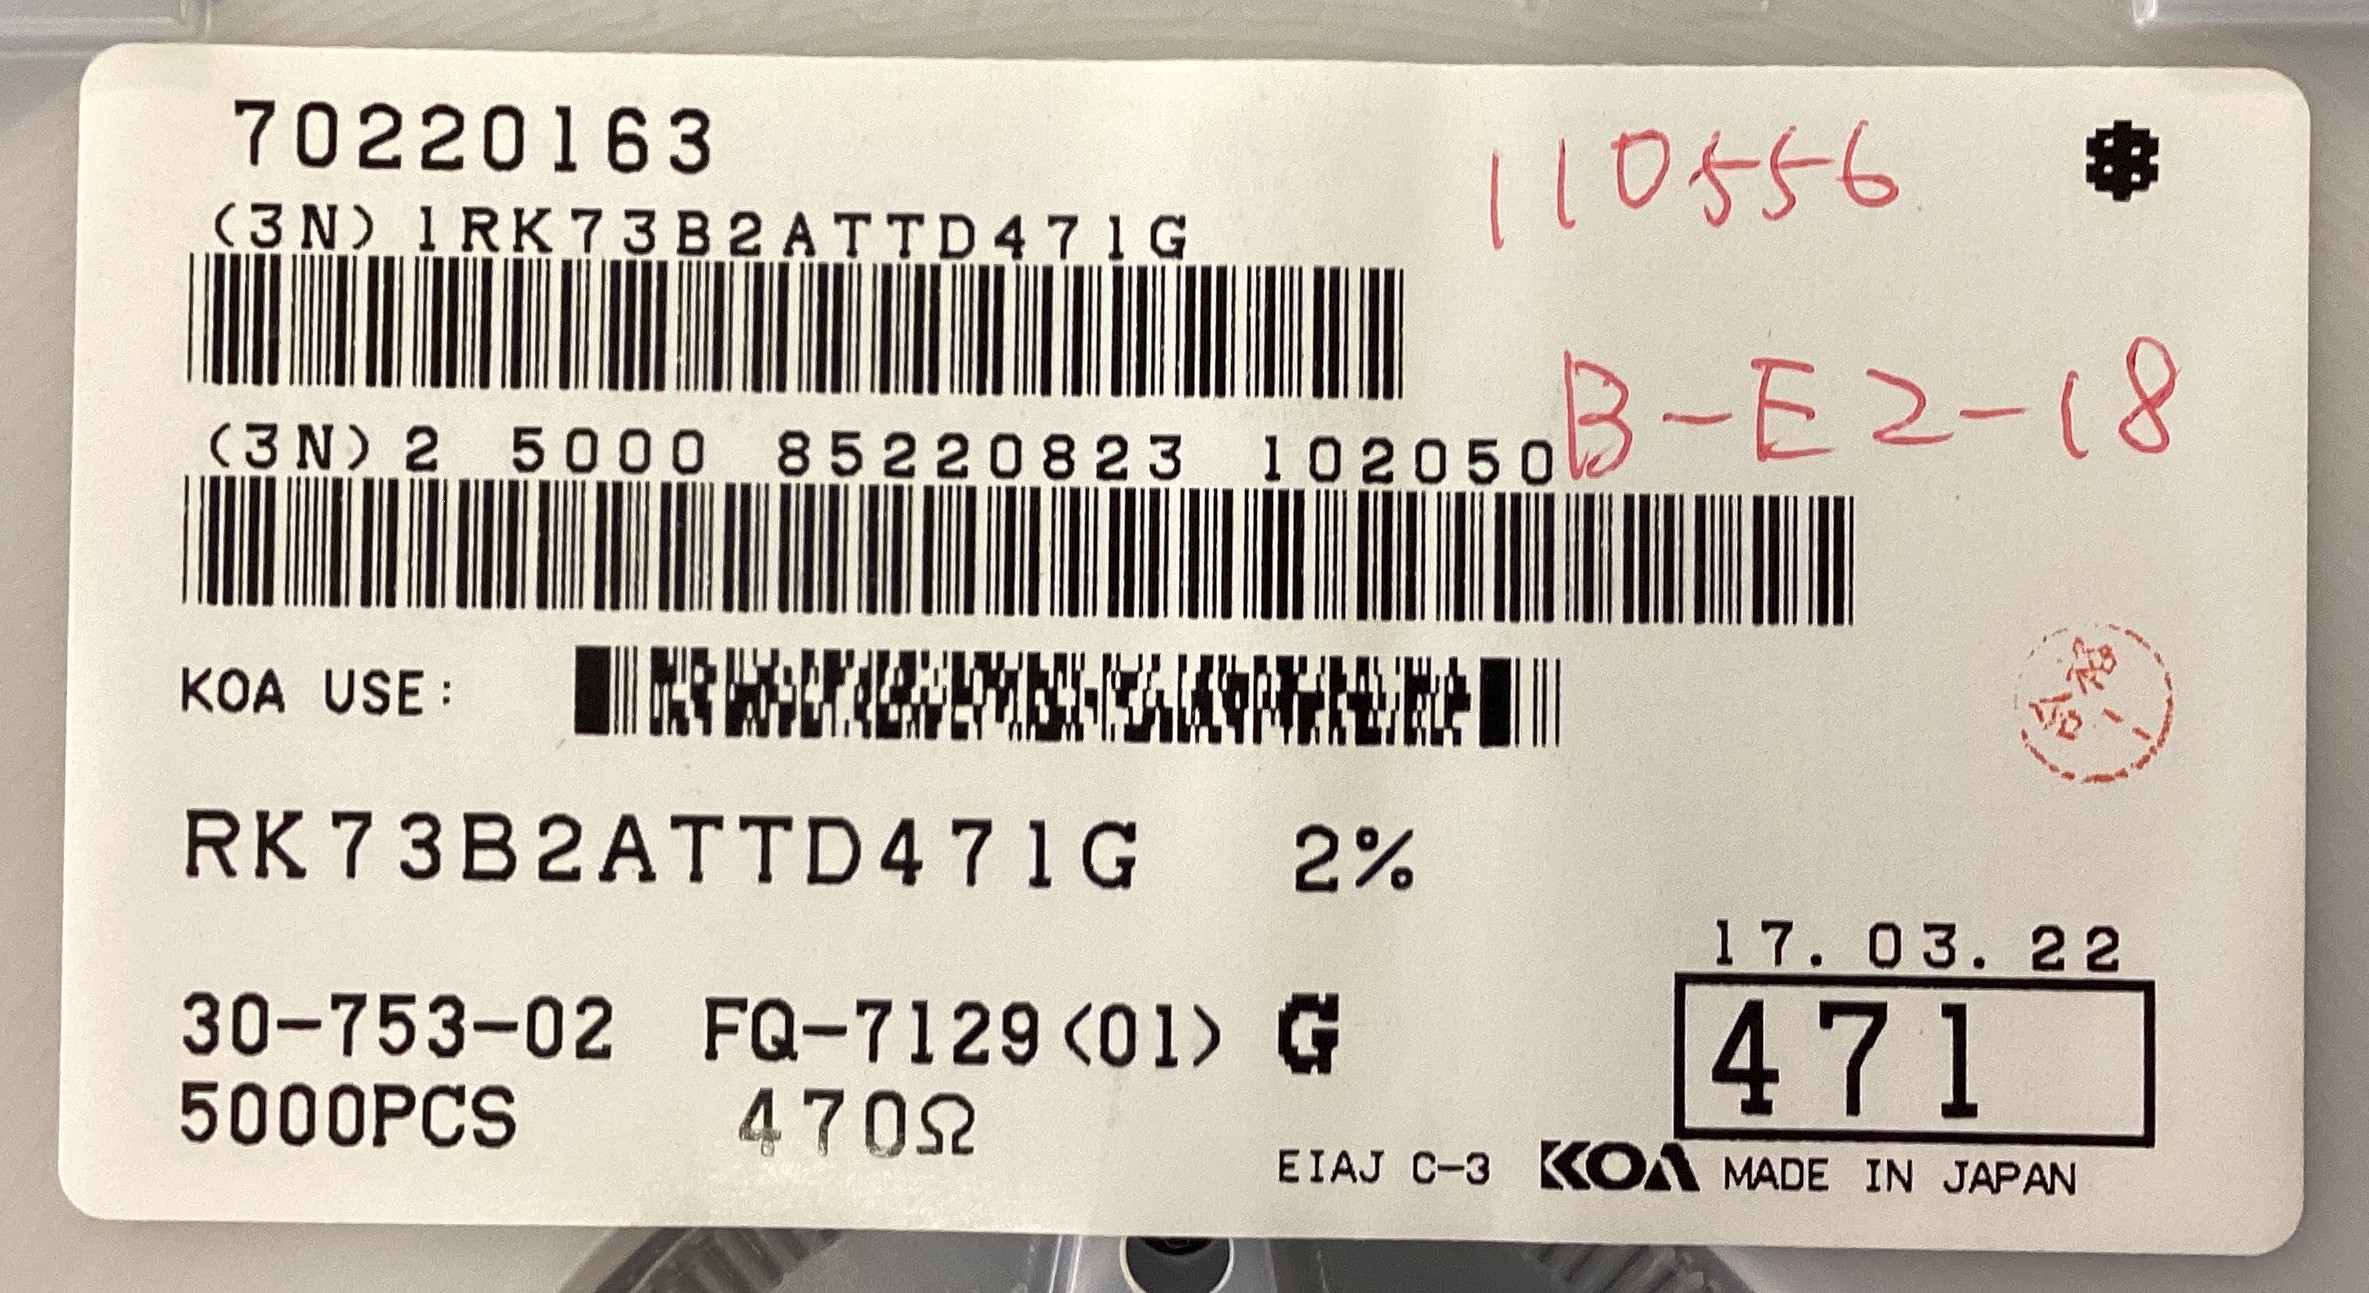 70220163
110556
(3N) 1RK73B2ATTD471G
B-E2-18
(3N) 2 5000 85220823 102050
KOA USE:
RK73B2ATTD471G 2%
17. 03. 22
30-753-02 FQ-7129(01) G
471
5000PCS 470Ω
EIAJ C-3 KOA MADE IN JAPAN